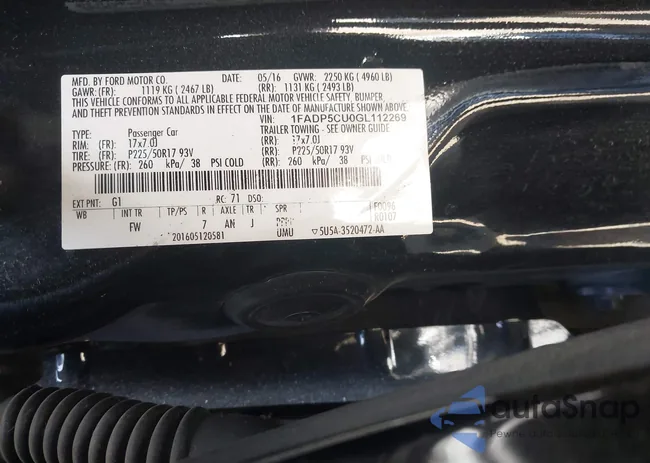 MFD. BY FORD MOTOR CO. DATE: 05/16 GVWR: 2250 KG (4960 LB)
GAWR:(FR): 1119 KG (2467 LB) (RR): 1131 KG (2493 LB)
THIS VEHICLE CONFORMS TO ALL APPLICABLE FEDERAL MOTOR VEHICLE SAFETY, BUMPER,
AND THEFT PREVENTION STANDARDS IN EFFECT ON THE DATE OF MANUFACTURE SHOWN ABOVE.
VIN: 1FADP5CU0GL112269
TYPE: Passenger Car TRAILER TOWING - SEE OWNER GUIDE
RIM: (FR): 17x7.0J (RR): 17x7.0J
TIRE: (FR): P225/50R17 93V (RR): P225/50R17 93V
PRESSURE: (FR): 260 kPa/ 38 PSI COLD (RR): 260 kPa/ 38 PSI COLD
EXT PNT: G1 RC: 71 DSO: F0096
WB INT TR TP/PS R AXLE TR SPR R0107
FW 7 AN J
201605120581 UMU ▽5U5A-3520472-AA
autoSnap